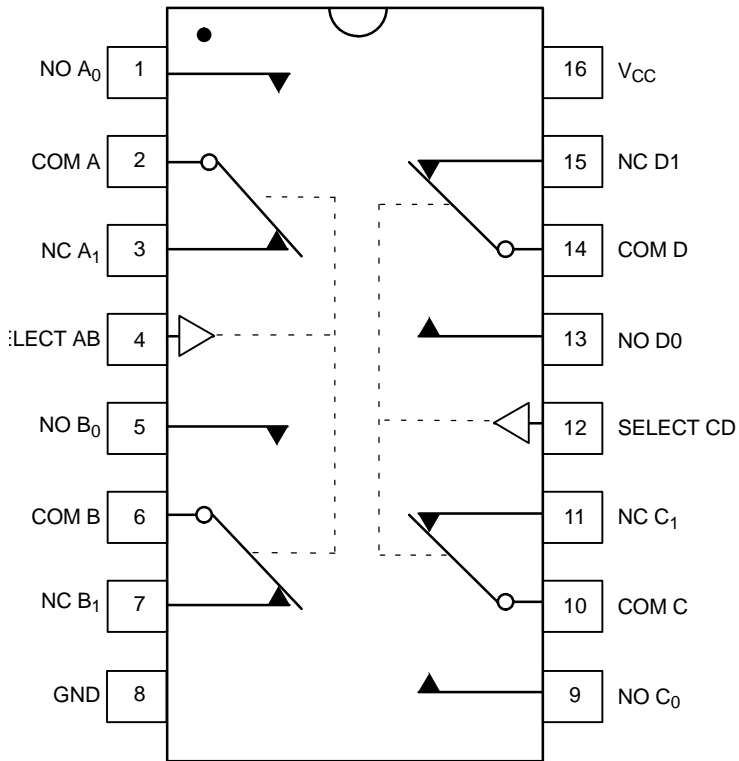 NO A₀ 1
COM A 2
NC A₁ 3
ELECT AB 4
NO B₀ 5
COM B 6
NC B₁ 7
GND 8
16 VCC
15 NC D1
14 COM D
13 NO D0
12 SELECT CD
11 NC C₁
10 COM C
9 NO C₀